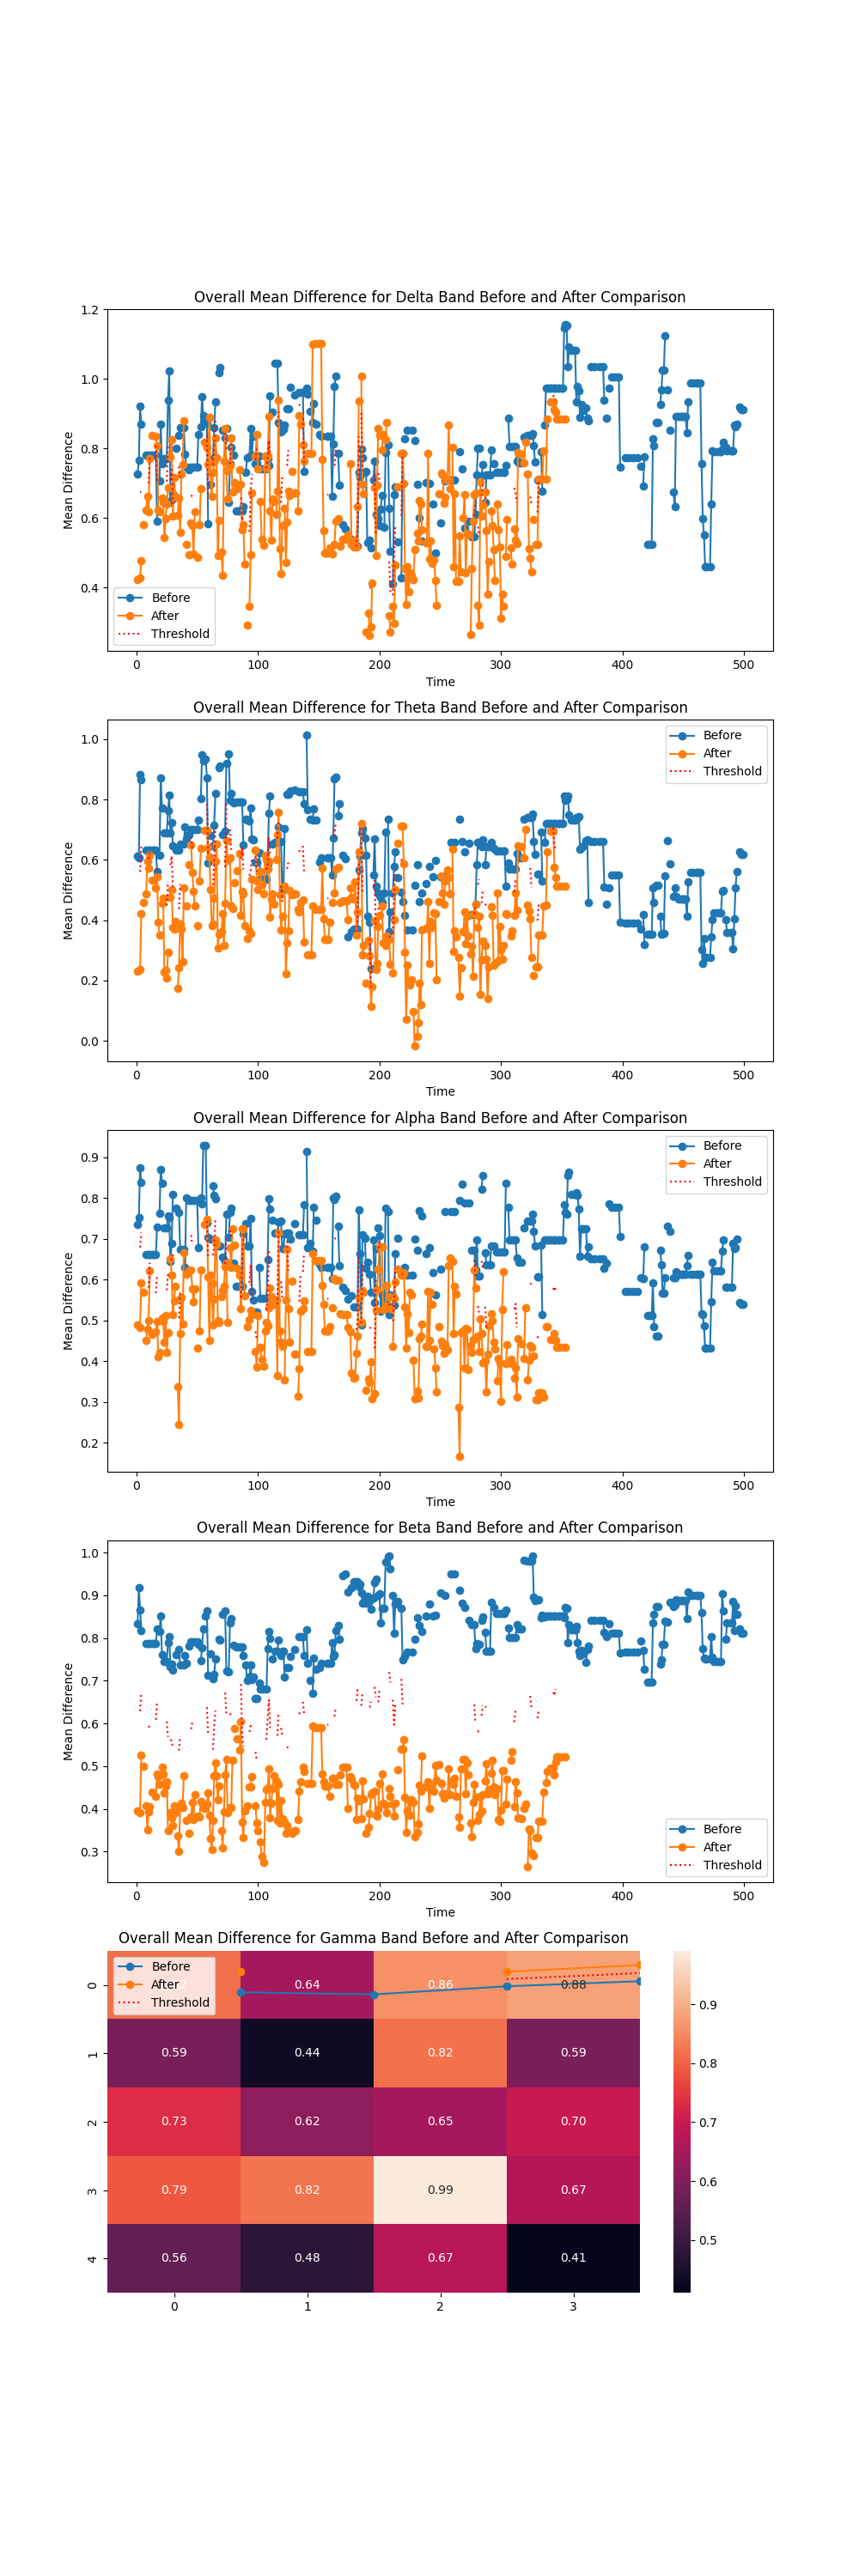 Overall Mean Difference for Delta Band Before and After Comparison
1.2
1.0
0.8
0.6
0.4
Mean Difference
Before
After
Threshold
0 100 200 300 400 500
Time
Overall Mean Difference for Theta Band Before and After Comparison
1.0
0.8
0.6
0.4
0.2
0.0
Mean Difference
Before
After
Threshold
0 100 200 300 400 500
Time
Overall Mean Difference for Alpha Band Before and After Comparison
0.9
0.8
0.7
0.6
0.5
0.4
0.3
0.2
Mean Difference
Before
After
Threshold
0 100 200 300 400 500
Time
Overall Mean Difference for Beta Band Before and After Comparison
1.0
0.9
0.8
0.7
0.6
0.5
0.4
0.3
Mean Difference
Before
After
Threshold
0 100 200 300 400 500
Time
Overall Mean Difference for Gamma Band Before and After Comparison
Before
After
Threshold
0 0.64 0.86 0.88
1 0.59 0.44 0.82 0.59
2 0.73 0.62 0.65 0.70
3 0.79 0.82 0.99 0.67
4 0.56 0.48 0.67 0.41
0 1 2 3
0.9
0.8
0.7
0.6
0.5